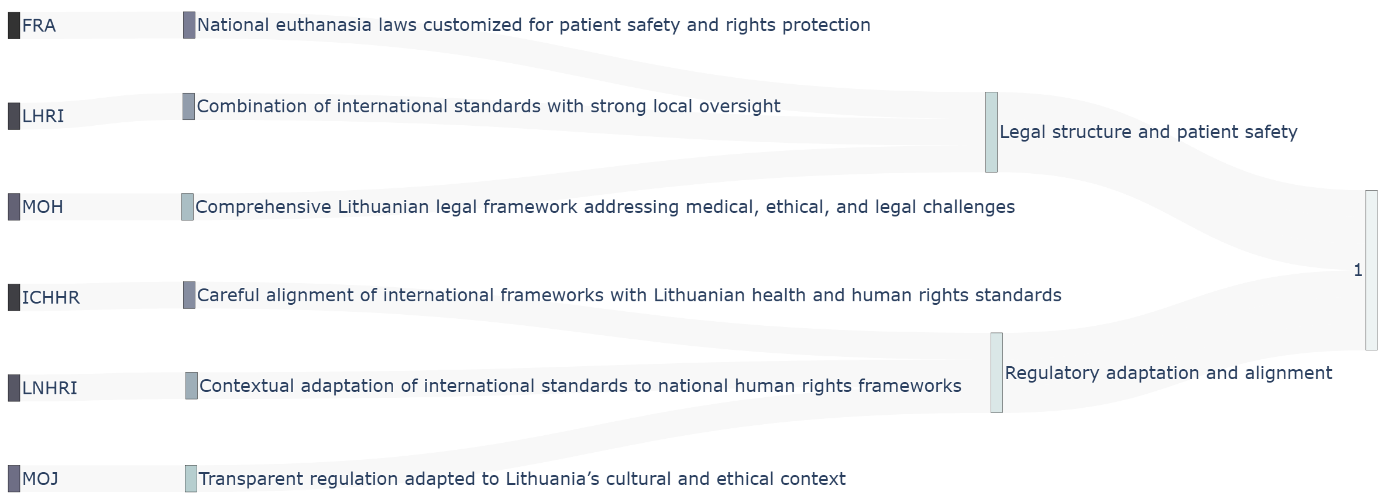 FRA
National euthanasia laws customized for patient safety and rights protection
LHRI
Combination of international standards with strong local oversight
Legal structure and patient safety
MOH
Comprehensive Lithuanian legal framework addressing medical, ethical, and legal challenges
1
ICHHR
Careful alignment of international frameworks with Lithuanian health and human rights standards
Regulatory adaptation and alignment
LNHRI
Contextual adaptation of international standards to national human rights frameworks
MOJ
Transparent regulation adapted to Lithuania’s cultural and ethical context